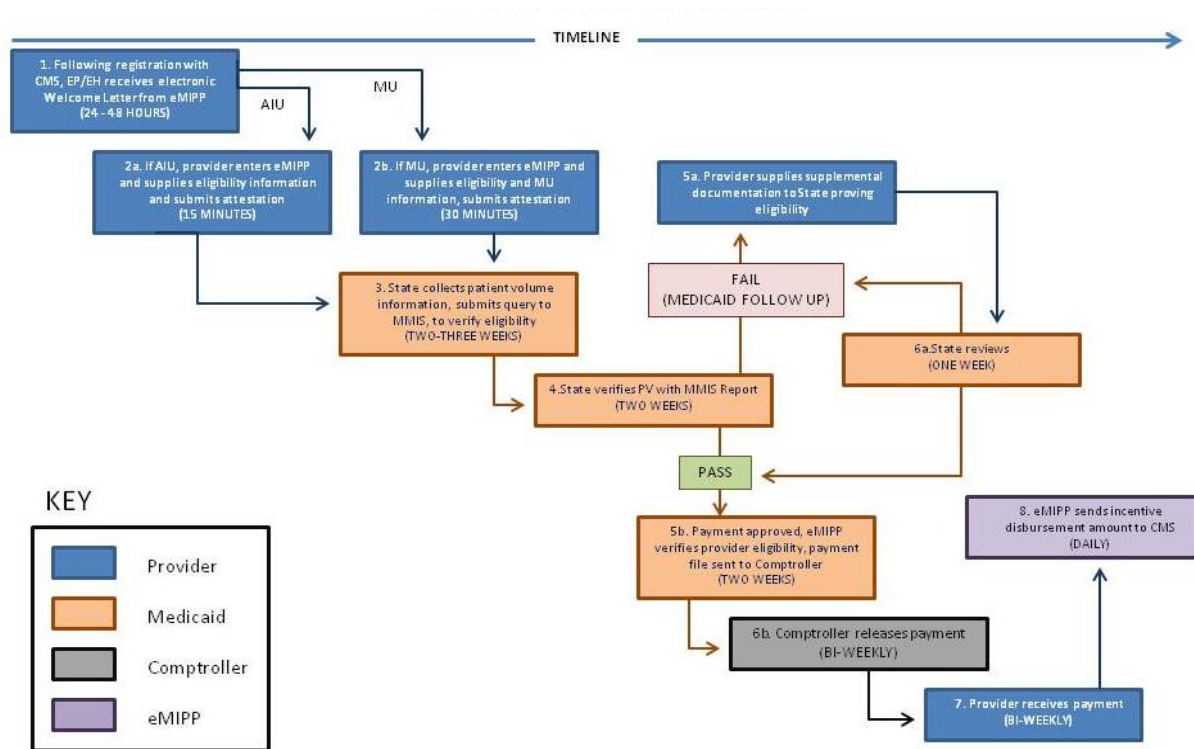 TIMELINE
1. Following registration with
CMS, EP/EH receives electronic
Welcome Letter from eMIPP
(24 - 48 HOURS)
AIU
MU
2a. If AIU, provider enters eMIPP
and supplies eligibility information
and submits attestation
(15 MINUTES)
2b. If MU, provider enters eMIPP and
supplies eligibility and MU
information, submits attestation
(30 MINUTES)
5a. Provider supplies supplemental
documentation to State proving
eligibility
3. State collects patient volume
information, submits query to
MMIS, to verify eligibility
(TWO-THREE WEEKS)
FAIL
(MEDICAID FOLLOW UP)
6a.State reviews
(ONE WEEK)
4.State verifies PV with MMIS Report
(TWO WEEKS)
PASS
5b. Payment approved, eMIPP
verifies provider eligibility, payment
file sent to Comptroller
(TWO WEEKS)
8. eMIPP sends incentive
disbursement amount to CMS
(DAILY)
6b. Comptroller releases payment
(BI-WEEKLY)
7. Provider receives payment
(BI-WEEKLY)
KEY
Provider
Medicaid
Comptroller
eMIPP